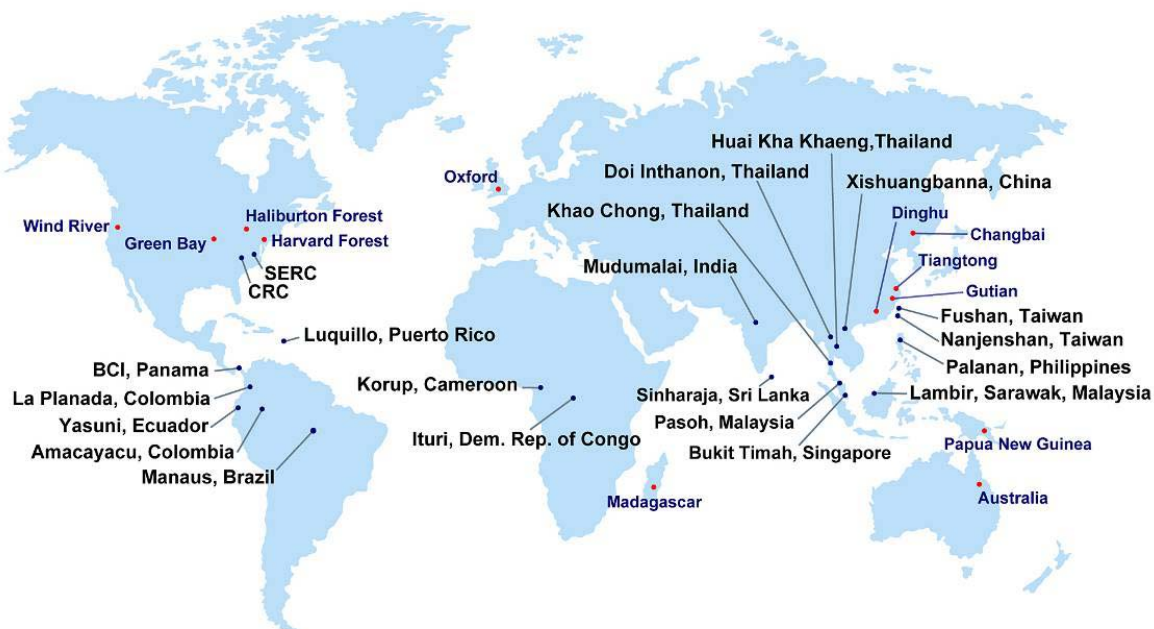 Huai Kha Khaeng,Thailand
Doi Inthanon, Thailand
Oxford
Xishuangbanna, China
Khao Chong, Thailand
Dinghu
Haliburton Forest
Wind River
Green Bay
Harvard Forest
Changbai
Tiangtong
Mudumalai, India
SERC
CRC
Gutian
Fushan, Taiwan
Luquillo, Puerto Rico
Nanjenshan, Taiwan
BCI, Panama
Palanan, Philippines
Korup, Cameroon
La Planada, Colombia
Sinharaja, Sri Lanka
Lambir, Sarawak, Malaysia
Yasuni, Ecuador
Pasoh, Malaysia
Ituri, Dem. Rep. of Congo
Papua New Guinea
Amacayacu, Colombia
Bukit Timah, Singapore
Manaus, Brazil
Madagascar
Australia